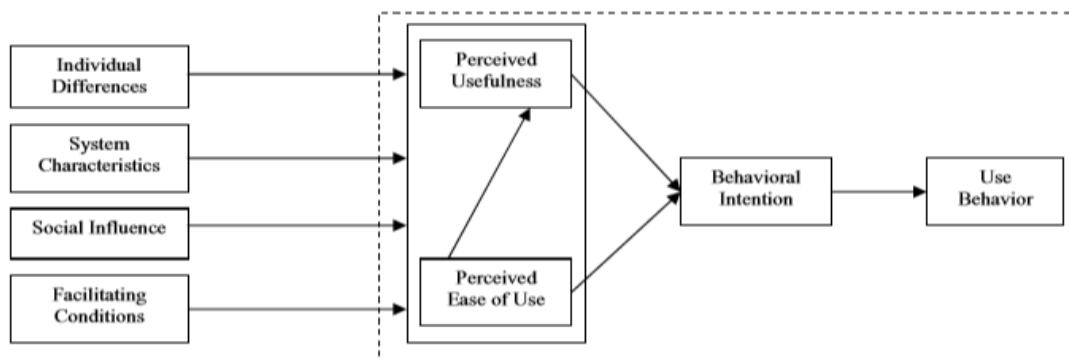 Individual
Differences
System
Characteristics
Social Influence
Facilitating
Conditions
Perceived
Usefulness
Perceived
Ease of Use
Behavioral
Intention
Use
Behavior